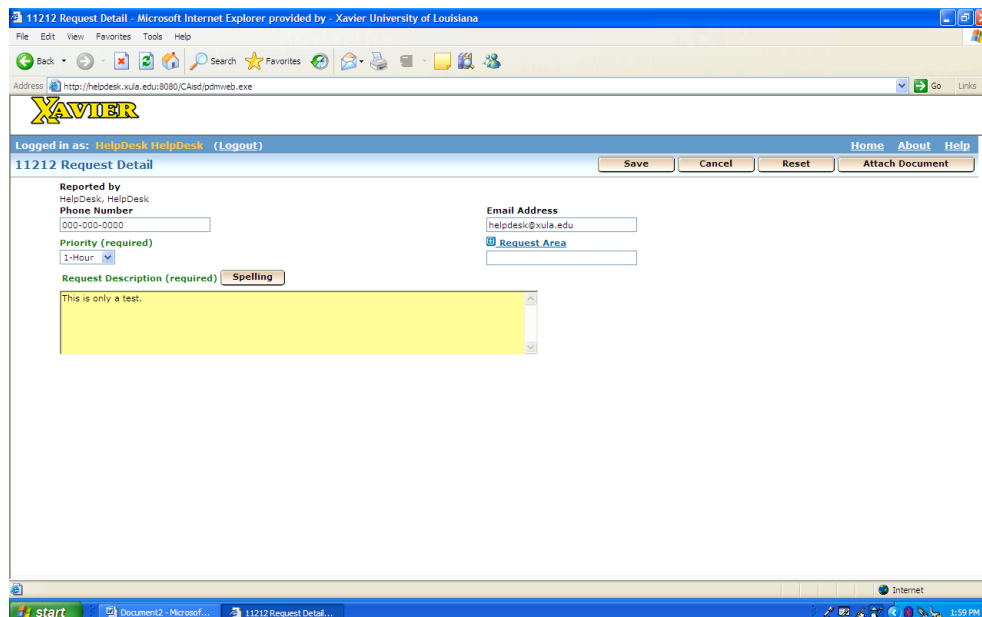 11212 Request Detail - Microsoft Internet Explorer provided by - Xavier University of Louisiana
File Edit View Favorites Tools Help
Back Search Favorites
Address http://helpdesk.xula.edu:8080/CAisd/pdmweb.exe Go Links
XAVIER
Logged in as: HelpDesk HelpDesk (Logout) Home About Help
11212 Request Detail Save Cancel Reset Attach Document
Reported by
HelpDesk, HelpDesk
Phone Number Email Address
000-000-0000 helpdesk@xula.edu
Priority (required) Request Area
1-Hour
Request Description (required) Spelling
This is only a test.
Internet
start Document2 - Microsof... 11212 Request Detail... 1:59 PM